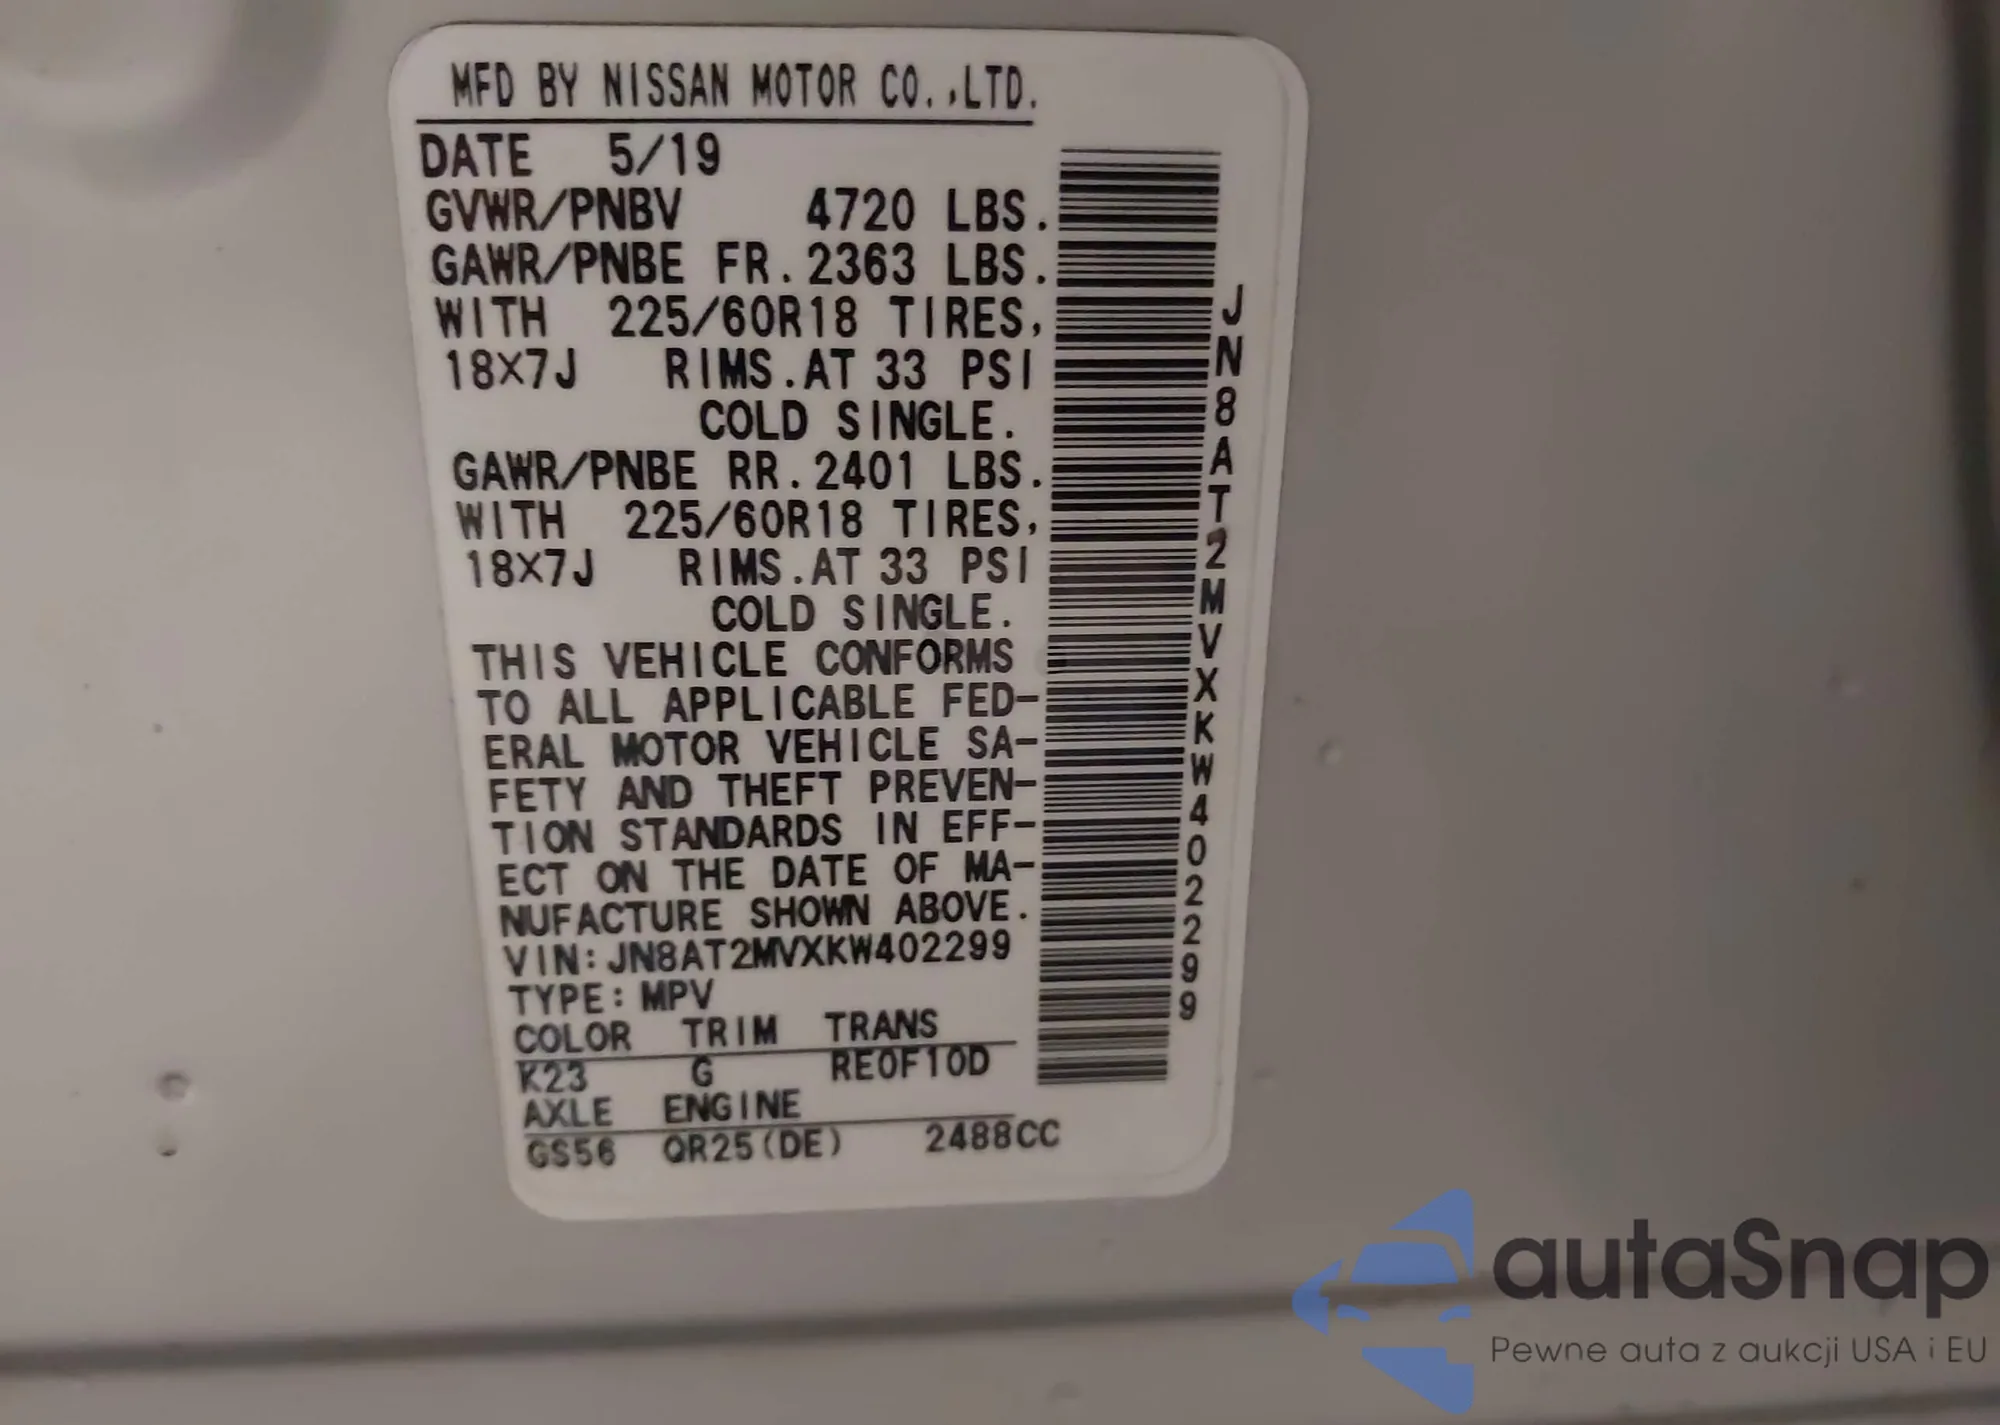 MFD BY NISSAN MOTOR CO.,LTD.
DATE 5/19
GVWR/PNBV 4720 LBS.
GAWR/PNBE FR. 2363 LBS.
WITH 225/60R18 TIRES,
18X7J RIMS.AT 33 PSI
COLD SINGLE.
GAWR/PNBE RR. 2401 LBS.
WITH 225/60R18 TIRES,
18X7J RIMS.AT 33 PSI
COLD SINGLE.
THIS VEHICLE CONFORMS
TO ALL APPLICABLE FED-
ERAL MOTOR VEHICLE SA-
FETY AND THEFT PREVEN-
TION STANDARDS IN EFF-
ECT ON THE DATE OF MA-
NUFACTURE SHOWN ABOVE.
VIN: JN8AT2MVXKW402299
TYPE: MPV
COLOR TRIM TRANS
K23 G RE0F10D
AXLE ENGINE
GS56 QR25(DE) 2488CC
JN8AT2MVXKW402299
autaSnap
Pewne auta z aukcji USA i EU